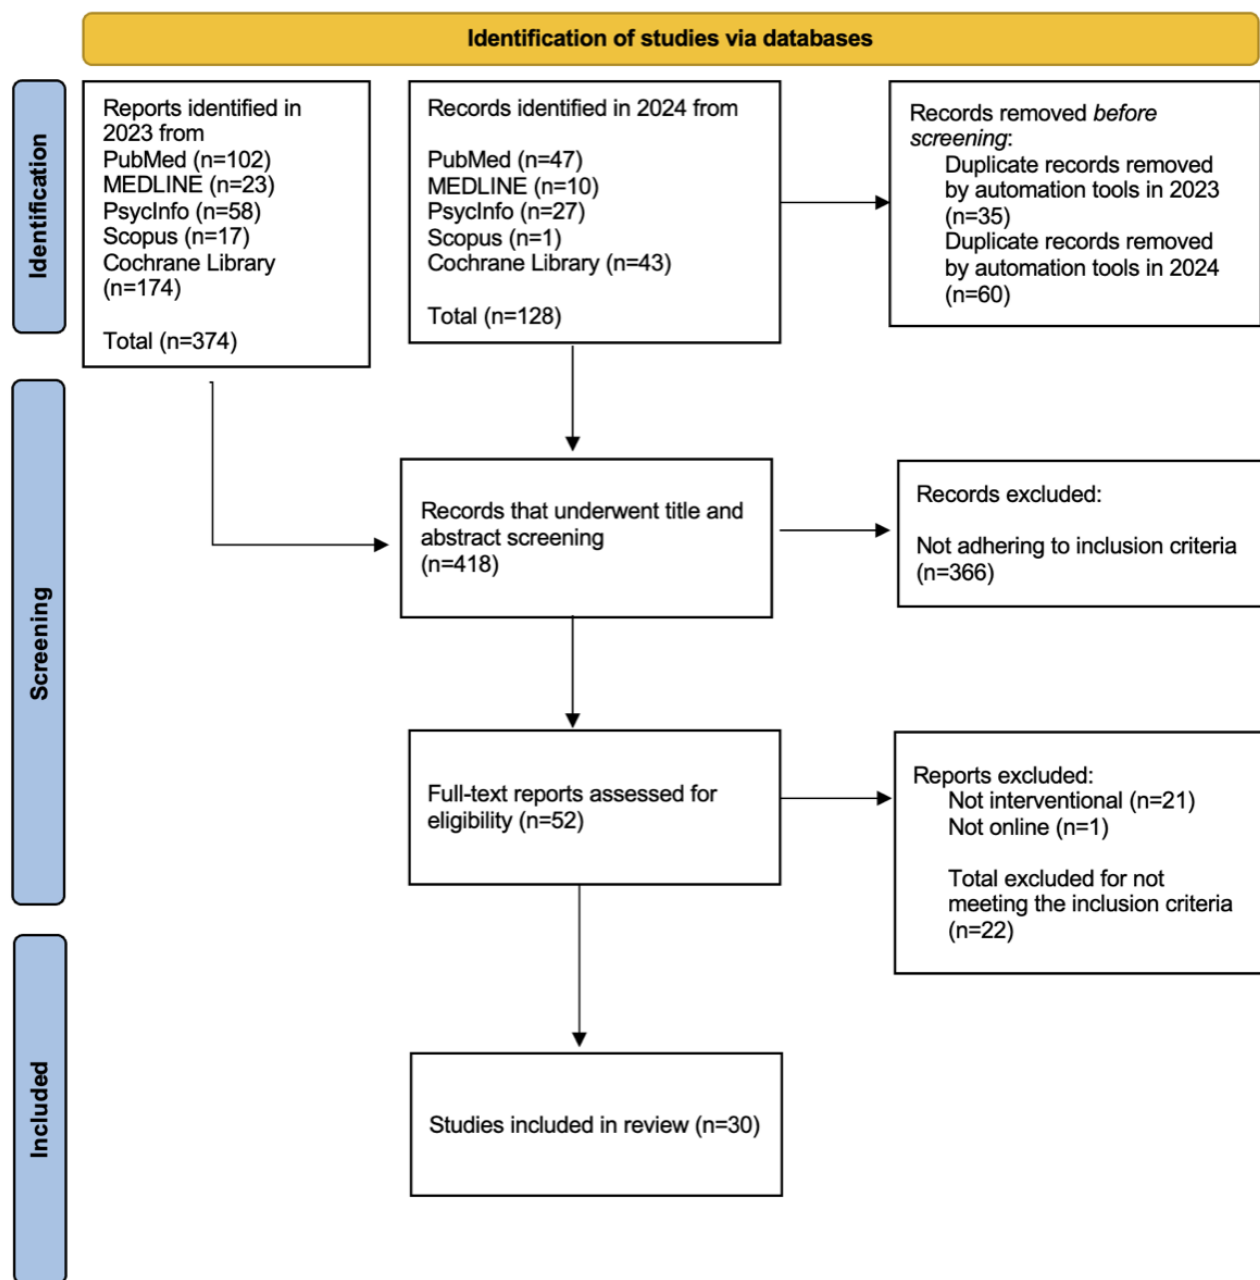 Identification of studies via databases
Identification
Reports identified in
2023 from
PubMed (n=102)
MEDLINE (n=23)
PsycInfo (n=58)
Scopus (n=17)
Cochrane Library
(n=174)
Total (n=374)
Records identified in 2024 from
PubMed (n=47)
MEDLINE (n=10)
PsycInfo (n=27)
Scopus (n=1)
Cochrane Library (n=43)
Total (n=128)
Records removed before
screening:
Duplicate records removed
by automation tools in 2023
(n=35)
Duplicate records removed
by automation tools in 2024
(n=60)
Screening
Records that underwent title and
abstract screening
(n=418)
Records excluded:
Not adhering to inclusion criteria
(n=366)
Full-text reports assessed for
eligibility (n=52)
Reports excluded:
Not interventional (n=21)
Not online (n=1)
Total excluded for not
meeting the inclusion criteria
(n=22)
Included
Studies included in review (n=30)